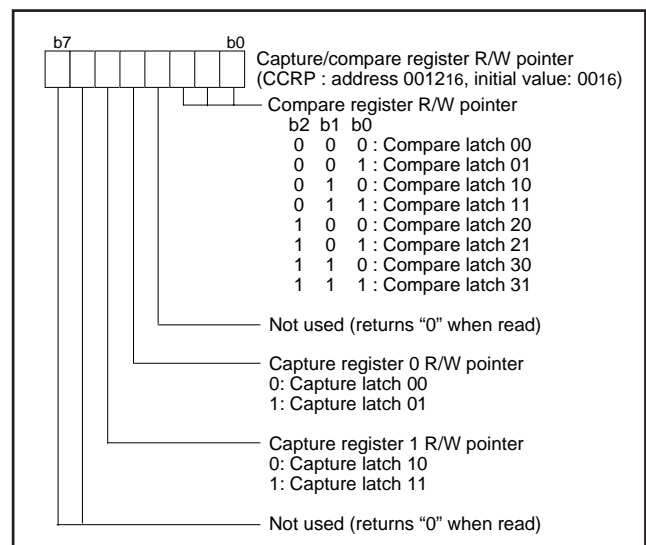 b7 b0
Capture/compare register R/W pointer
(CCRP : address 001216, initial value: 0016)
Compare register R/W pointer
b2 b1 b0
0 0 0 : Compare latch 00
0 0 1 : Compare latch 01
0 1 0 : Compare latch 10
0 1 1 : Compare latch 11
1 0 0 : Compare latch 20
1 0 1 : Compare latch 21
1 1 0 : Compare latch 30
1 1 1 : Compare latch 31
Not used (returns “0” when read)
Capture register 0 R/W pointer
0: Capture latch 00
1: Capture latch 01
Capture register 1 R/W pointer
0: Capture latch 10
1: Capture latch 11
Not used (returns “0” when read)